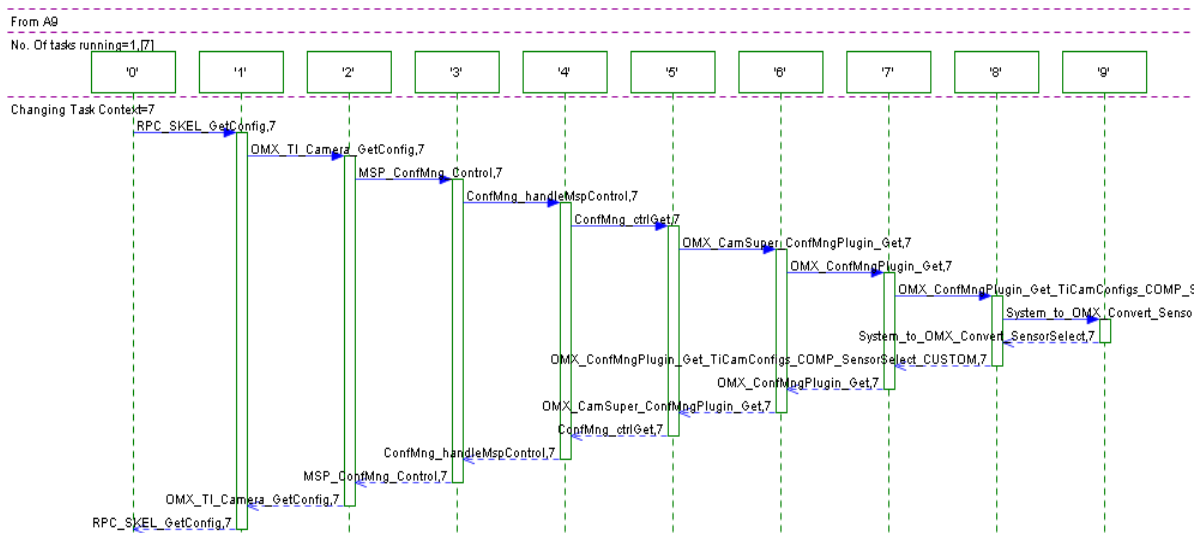 From A9
No. Of tasks running=1,[7]
'0' '1' '2' '3' '4' '5' '6' '7' '8' '9'
Changing Task Context=7
RPC_SKEL_GetConfig,7
OMX_TI_Camera_GetConfig,7
MSP_ConfMng_Control,7
ConfMng_handleMspControl,7
ConfMng_ctrlGet,7
OMX_CamSuper_ConfMngPlugin_Get,7
OMX_ConfMngPlugin_Get,7
OMX_ConfMngPlugin_Get_TiCamConfigs_COMP_S
System_to_OMX_Convert_Senso
System_to_OMX_Convert_SensorSelect,7
OMX_ConfMngPlugin_Get_TiCamConfigs_COMP_SensorSelect_CUSTOM,7
OMX_ConfMngPlugin_Get,7
OMX_CamSuper_ConfMngPlugin_Get,7
ConfMng_ctrlGet,7
ConfMng_handleMspControl,7
MSP_ConfMng_Control,7
OMX_TI_Camera_GetConfig,7
RPC_SKEL_GetConfig,7